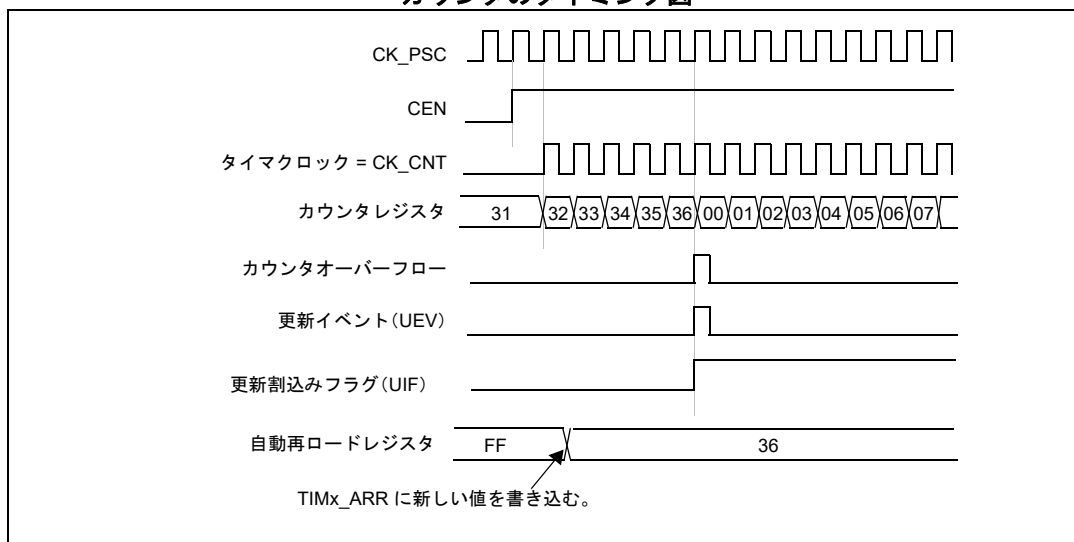 カウンタのタイミング図
CK_PSC
CEN
タイマクロック = CK_CNT
カウンタレジスタ 31 32 33 34 35 36 00 01 02 03 04 05 06 07
カウンタオーバーフロー
更新イベント(UEV)
更新割込みフラグ(UIF)
自動再ロードレジスタ FF 36
TIMx_ARR に新しい値を書き込む。